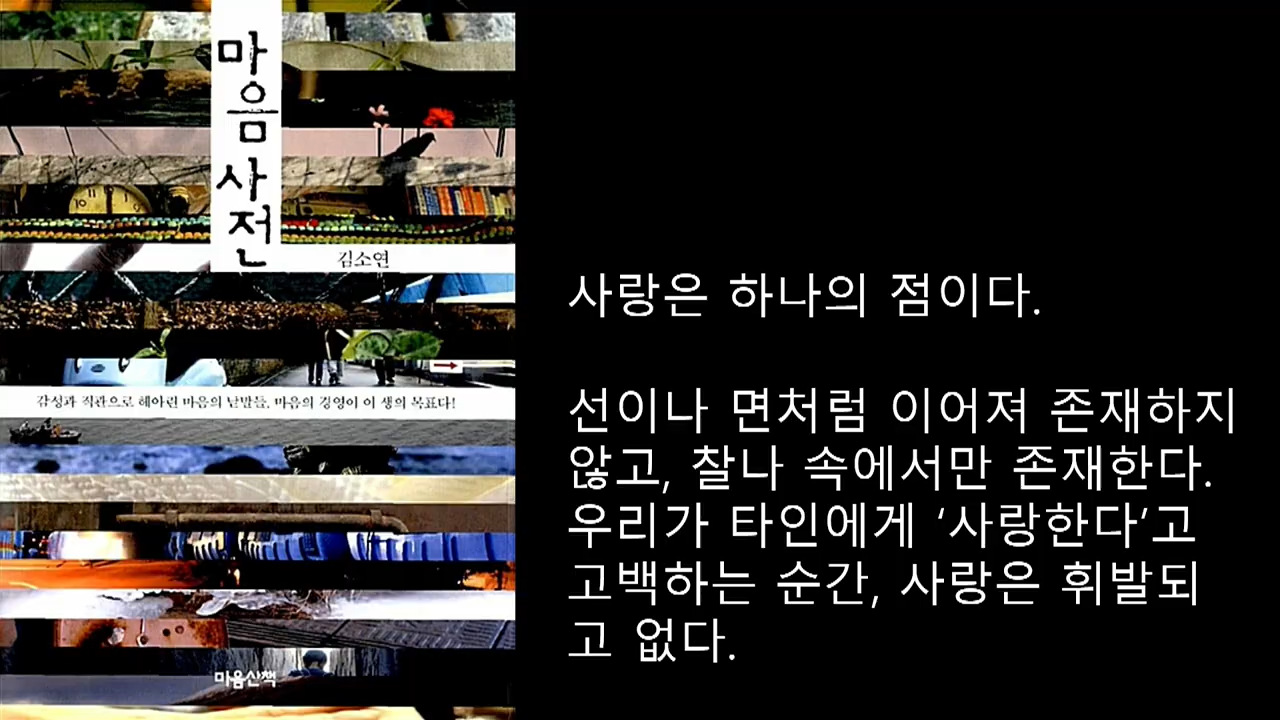 마음사전
김소연
감성과 직관으로 헤아린 마음의 낱말들, 마음의 경영이 이 생의 목표다!
마음산책
사랑은 하나의 점이다.
선이나 면처럼 이어져 존재하지
않고, 찰나 속에서만 존재한다.
우리가 타인에게 ‘사랑한다’고
고백하는 순간, 사랑은 휘발되
고 없다.